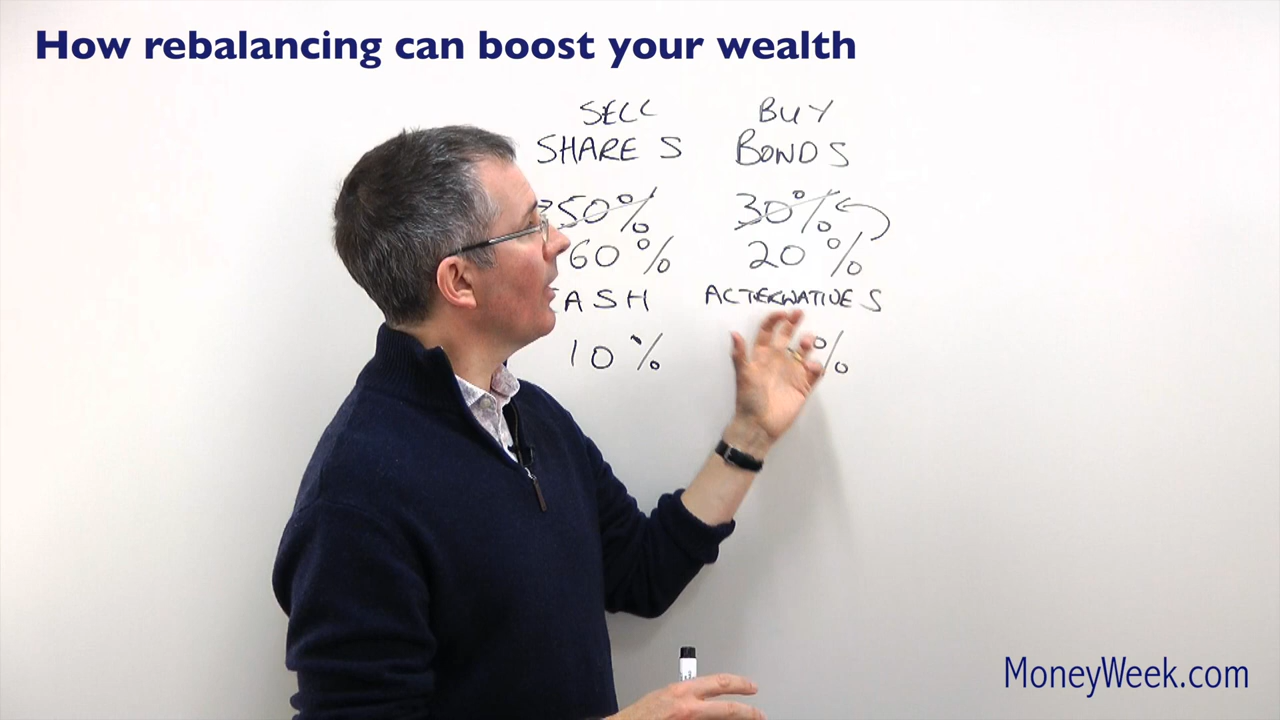 How rebalancing can boost your wealth
SELL BUY
SHARES BONDS
50% 30%
60% 20%
ASH ALTERNATIVES
10% %
MoneyWeek.com